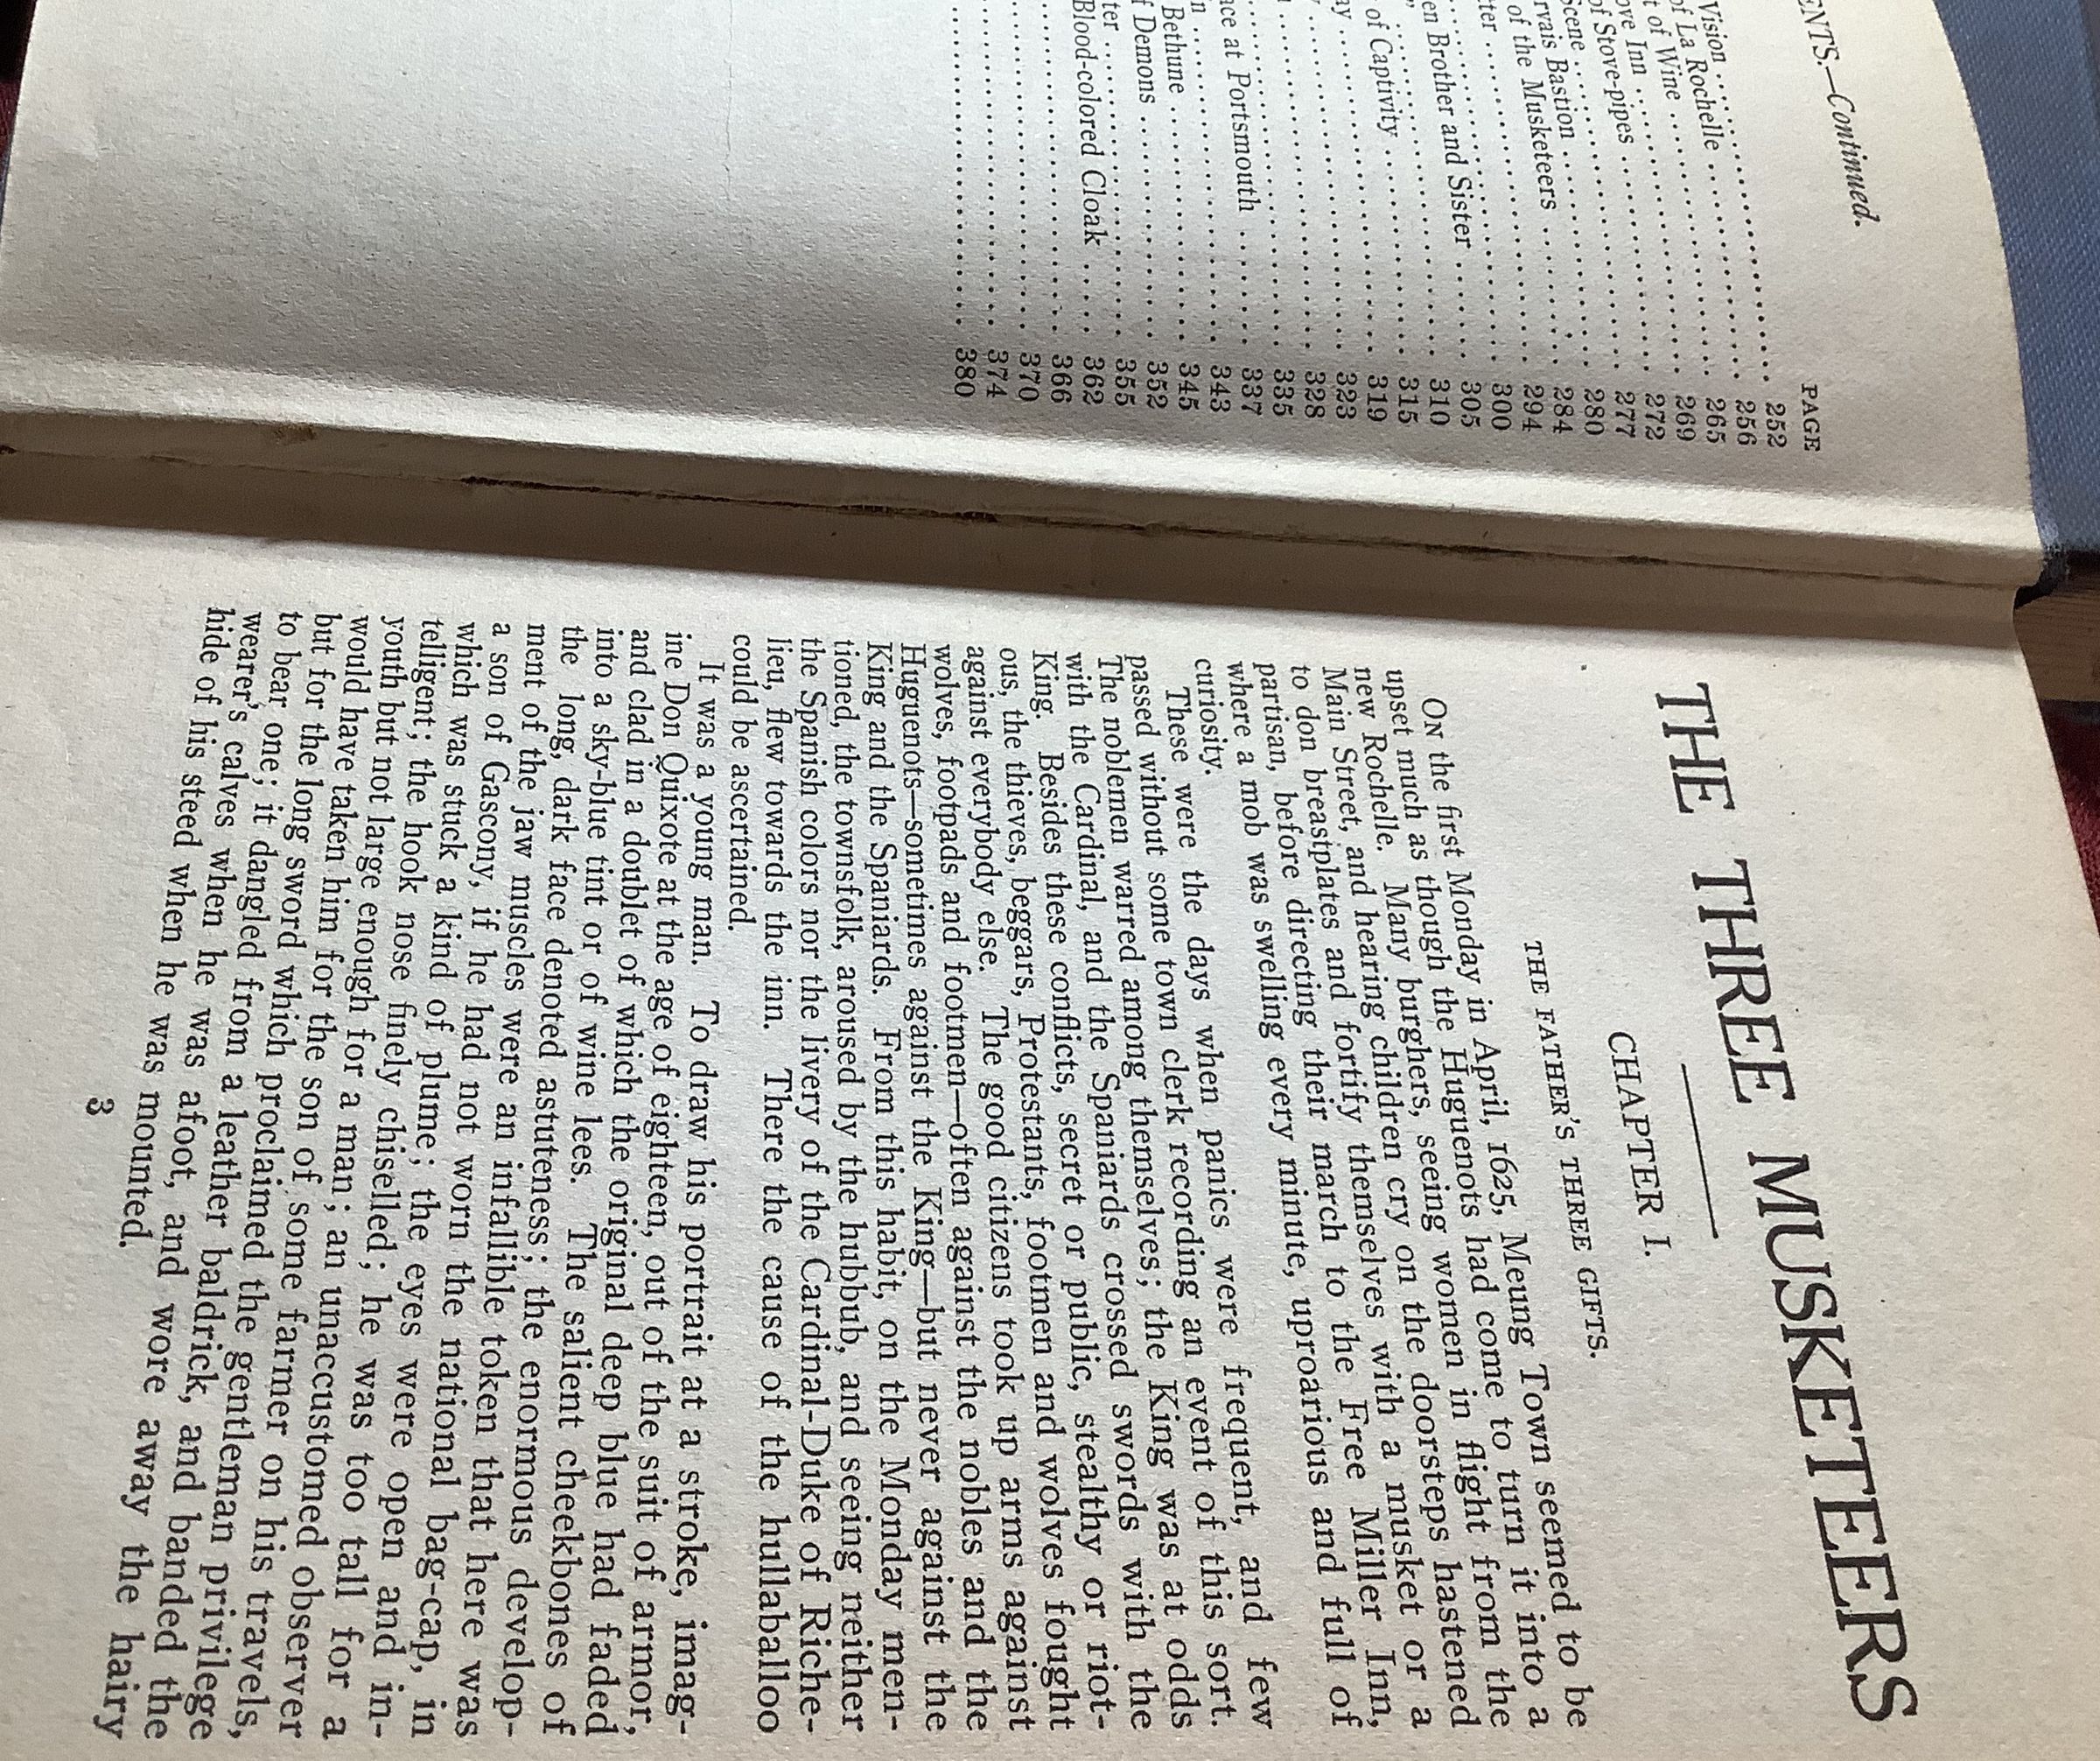 ENTS.—Continued.
PAGE
Vision 252
of La Rochelle 256
t of Wine 265
ove Inn 269
of Stove-pipes 272
Scene 277
rvais Bastion 280
of the Musketeers 284
294
ter 300
en Brother and Sister 305
310
315
of Captivity 319
ay 323
328
335
ace at Portsmouth 337
n 343
Bethune 345
f Demons 352
ter 355
Blood-colored Cloak 362
366
370
374
380
THE THREE MUSKETEERS
CHAPTER I.
THE FATHER'S THREE GIFTS.
ON the first Monday in April, 1625, Meung Town seemed to be
upset much as though the Huguenots had come to turn it into a
new Rochelle. Many burghers, seeing women in flight from the
Main Street, and hearing children cry on the doorsteps hastened
to don breastplates and fortify themselves with a musket or a
partisan, before directing their march to the Free Miller Inn,
where a mob was swelling every minute, uproarious and full of
curiosity.
These were the days when panics were frequent, and few
passed without some town clerk recording an event of this sort.
The noblemen warred among themselves; the King was at odds
with the Cardinal, and the Spaniards crossed swords with the
King. Besides these conflicts, secret or public, stealthy or riot-
ous, the thieves, beggars, Protestants, footmen and wolves fought
against everybody else. The good citizens took up arms against
wolves, footpads and footmen—often against the nobles and the
Huguenots—sometimes against the King—but never against the
King and the Spaniards. From this habit, on the Monday men-
tioned, the townsfolk, aroused by the hubbub, and seeing neither
the Spanish colors nor the livery of the Cardinal-Duke of Riche-
lieu, flew towards the inn. There the cause of the hullaballoo
could be ascertained.
It was a young man. To draw his portrait at a stroke, imag-
ine Don Quixote at the age of eighteen, out of the suit of armor,
and clad in a doublet of which the original deep blue had faded
into a sky-blue tint or of wine lees. The salient cheekbones of
the long, dark face denoted astuteness; the enormous develop-
ment of the jaw muscles were an infallible token that here was
a son of Gascony, if he had not worn the national bag-cap, in
which was stuck a kind of plume; the eyes were open and in-
telligent; the hook nose finely chiselled; he was too tall for a
youth but not large enough for a man; an unaccustomed observer
would have taken him for the son of some farmer on his travels,
but for the long sword which proclaimed the gentleman privilege
to bear one; it dangled from a leather baldrick, and banded the
wearer's calves when he was afoot, and wore away the hairy
hide of his steed when he was mounted.
3